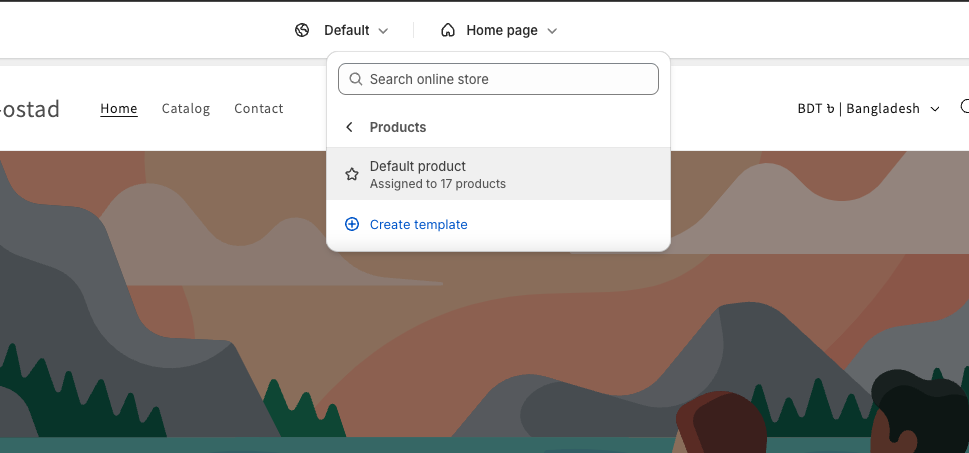 Default
Home page
Search online store
-ostad
Home
Catalog
Contact
BDT ৳ | Bangladesh
Products
Default product
Assigned to 17 products
Create template